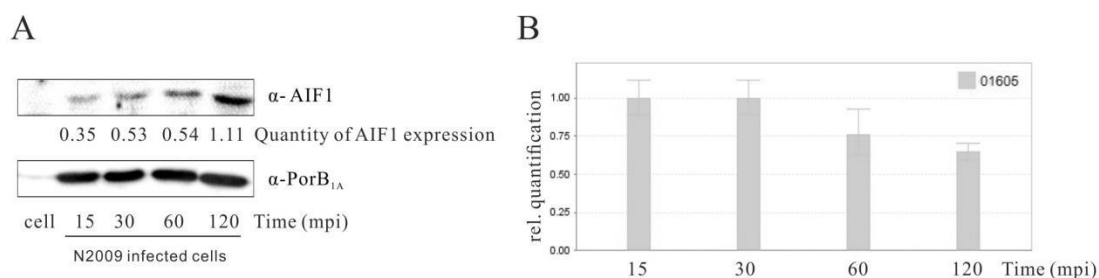 A
α- AIF1
0.35 0.53 0.54 1.11 Quantity of AIF1 expression
α-PorB1A
cell 15 30 60 120 Time (mpi)
N2009 infected cells
B
01605
rel. quantification
1.00
0.75
0.50
0.25
0.00
15 30 60 120 Time (mpi)